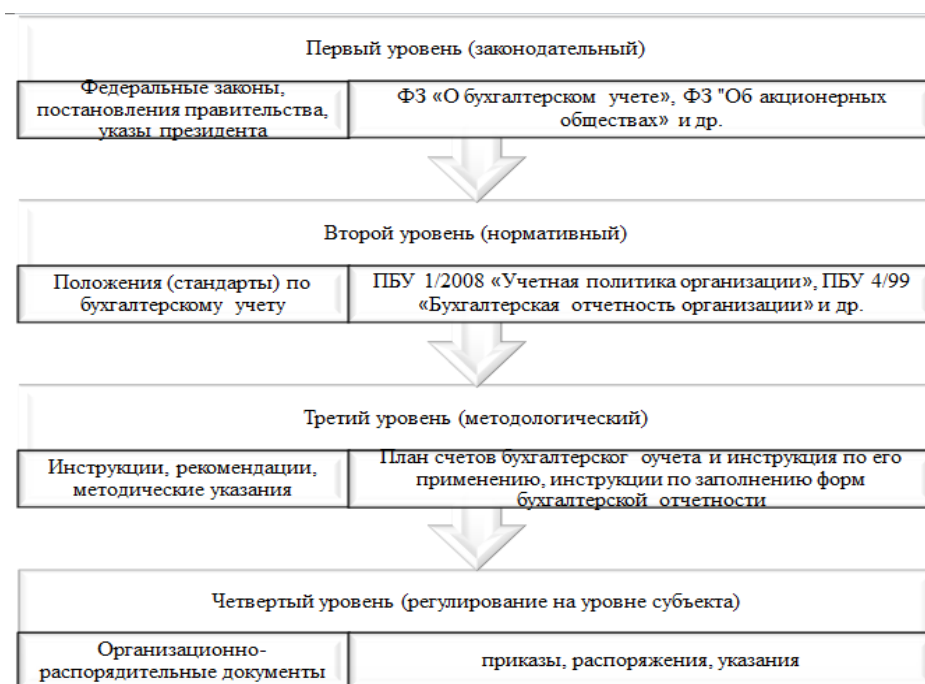 Первый уровень (законодательный)
Федеральные законы,
постановления правительства,
указы президента
ФЗ «О бухгалтерском учете», ФЗ "Об акционерных
обществах» и др.
Второй уровень (нормативный)
Положения (стандарты) по
бухгалтерскому учету
ПБУ 1/2008 «Учетная политика организации», ПБУ 4/99
«Бухгалтерская отчетность организации» и др.
Третий уровень (методологический)
Инструкции, рекомендации,
методические указания
План счетов бухгалтерског оучета и инструкция по его
применению, инструкции по заполнению форм
бухгалтерской отчетности
Четвертый уровень (регулирование на уровне субъекта)
Организационно-
распорядительные документы
приказы, распоряжения, указания